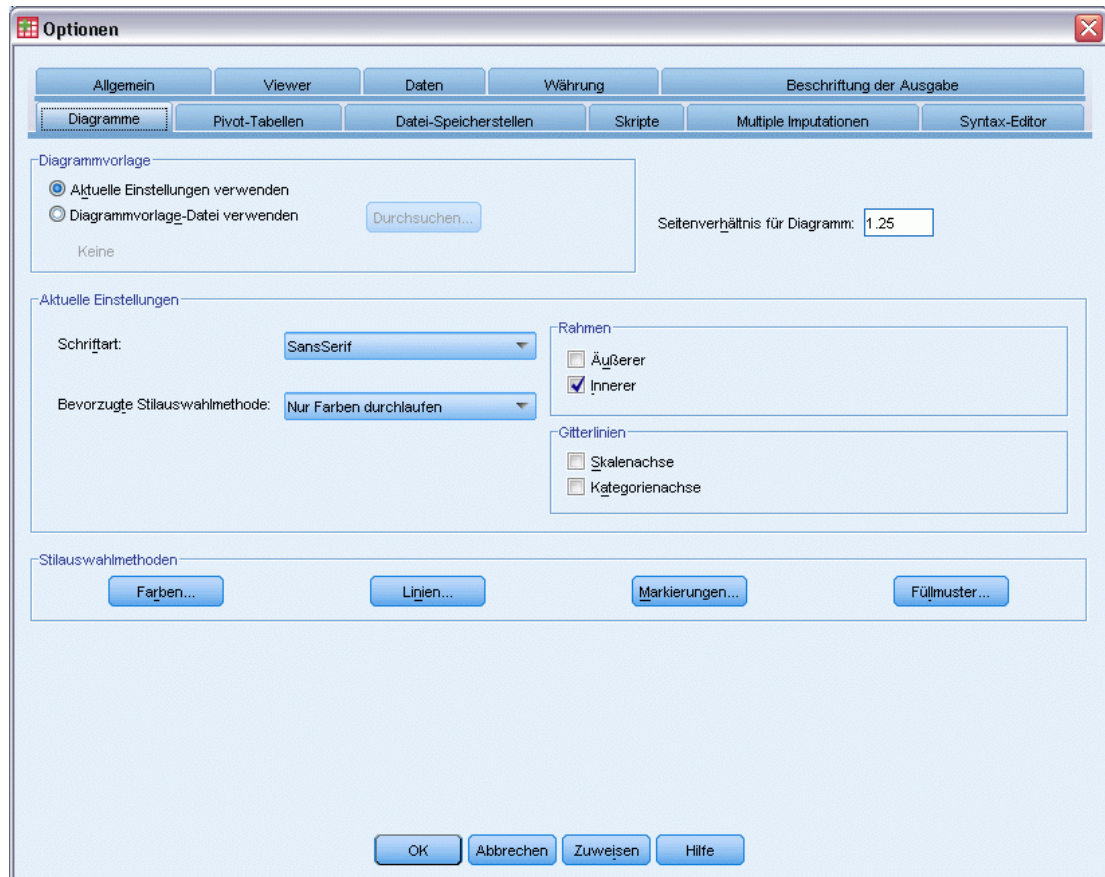 Optionen
Allgemein
Viewer
Daten
Währung
Beschriftung der Ausgabe
Diagramme
Pivot-Tabellen
Datei-Speicherstellen
Skripte
Multiple Imputationen
Syntax-Editor
Diagrammvorlage
Aktuelle Einstellungen verwenden
Diagrammvorlage-Datei verwenden
Durchsuchen...
Keine
Seitenverhältnis für Diagramm: 1.25
Aktuelle Einstellungen
Schriftart: SansSerif
Bevorzugte Stilauswahlmethode: Nur Farben durchlaufen
Rahmen
Äußerer
Innerer
Gitterlinien
Skalenachse
Kategorienachse
Stilauswahlmethoden
Farben...
Linien...
Markierungen...
Füllmuster...
OK
Abbrechen
Zuweisen
Hilfe